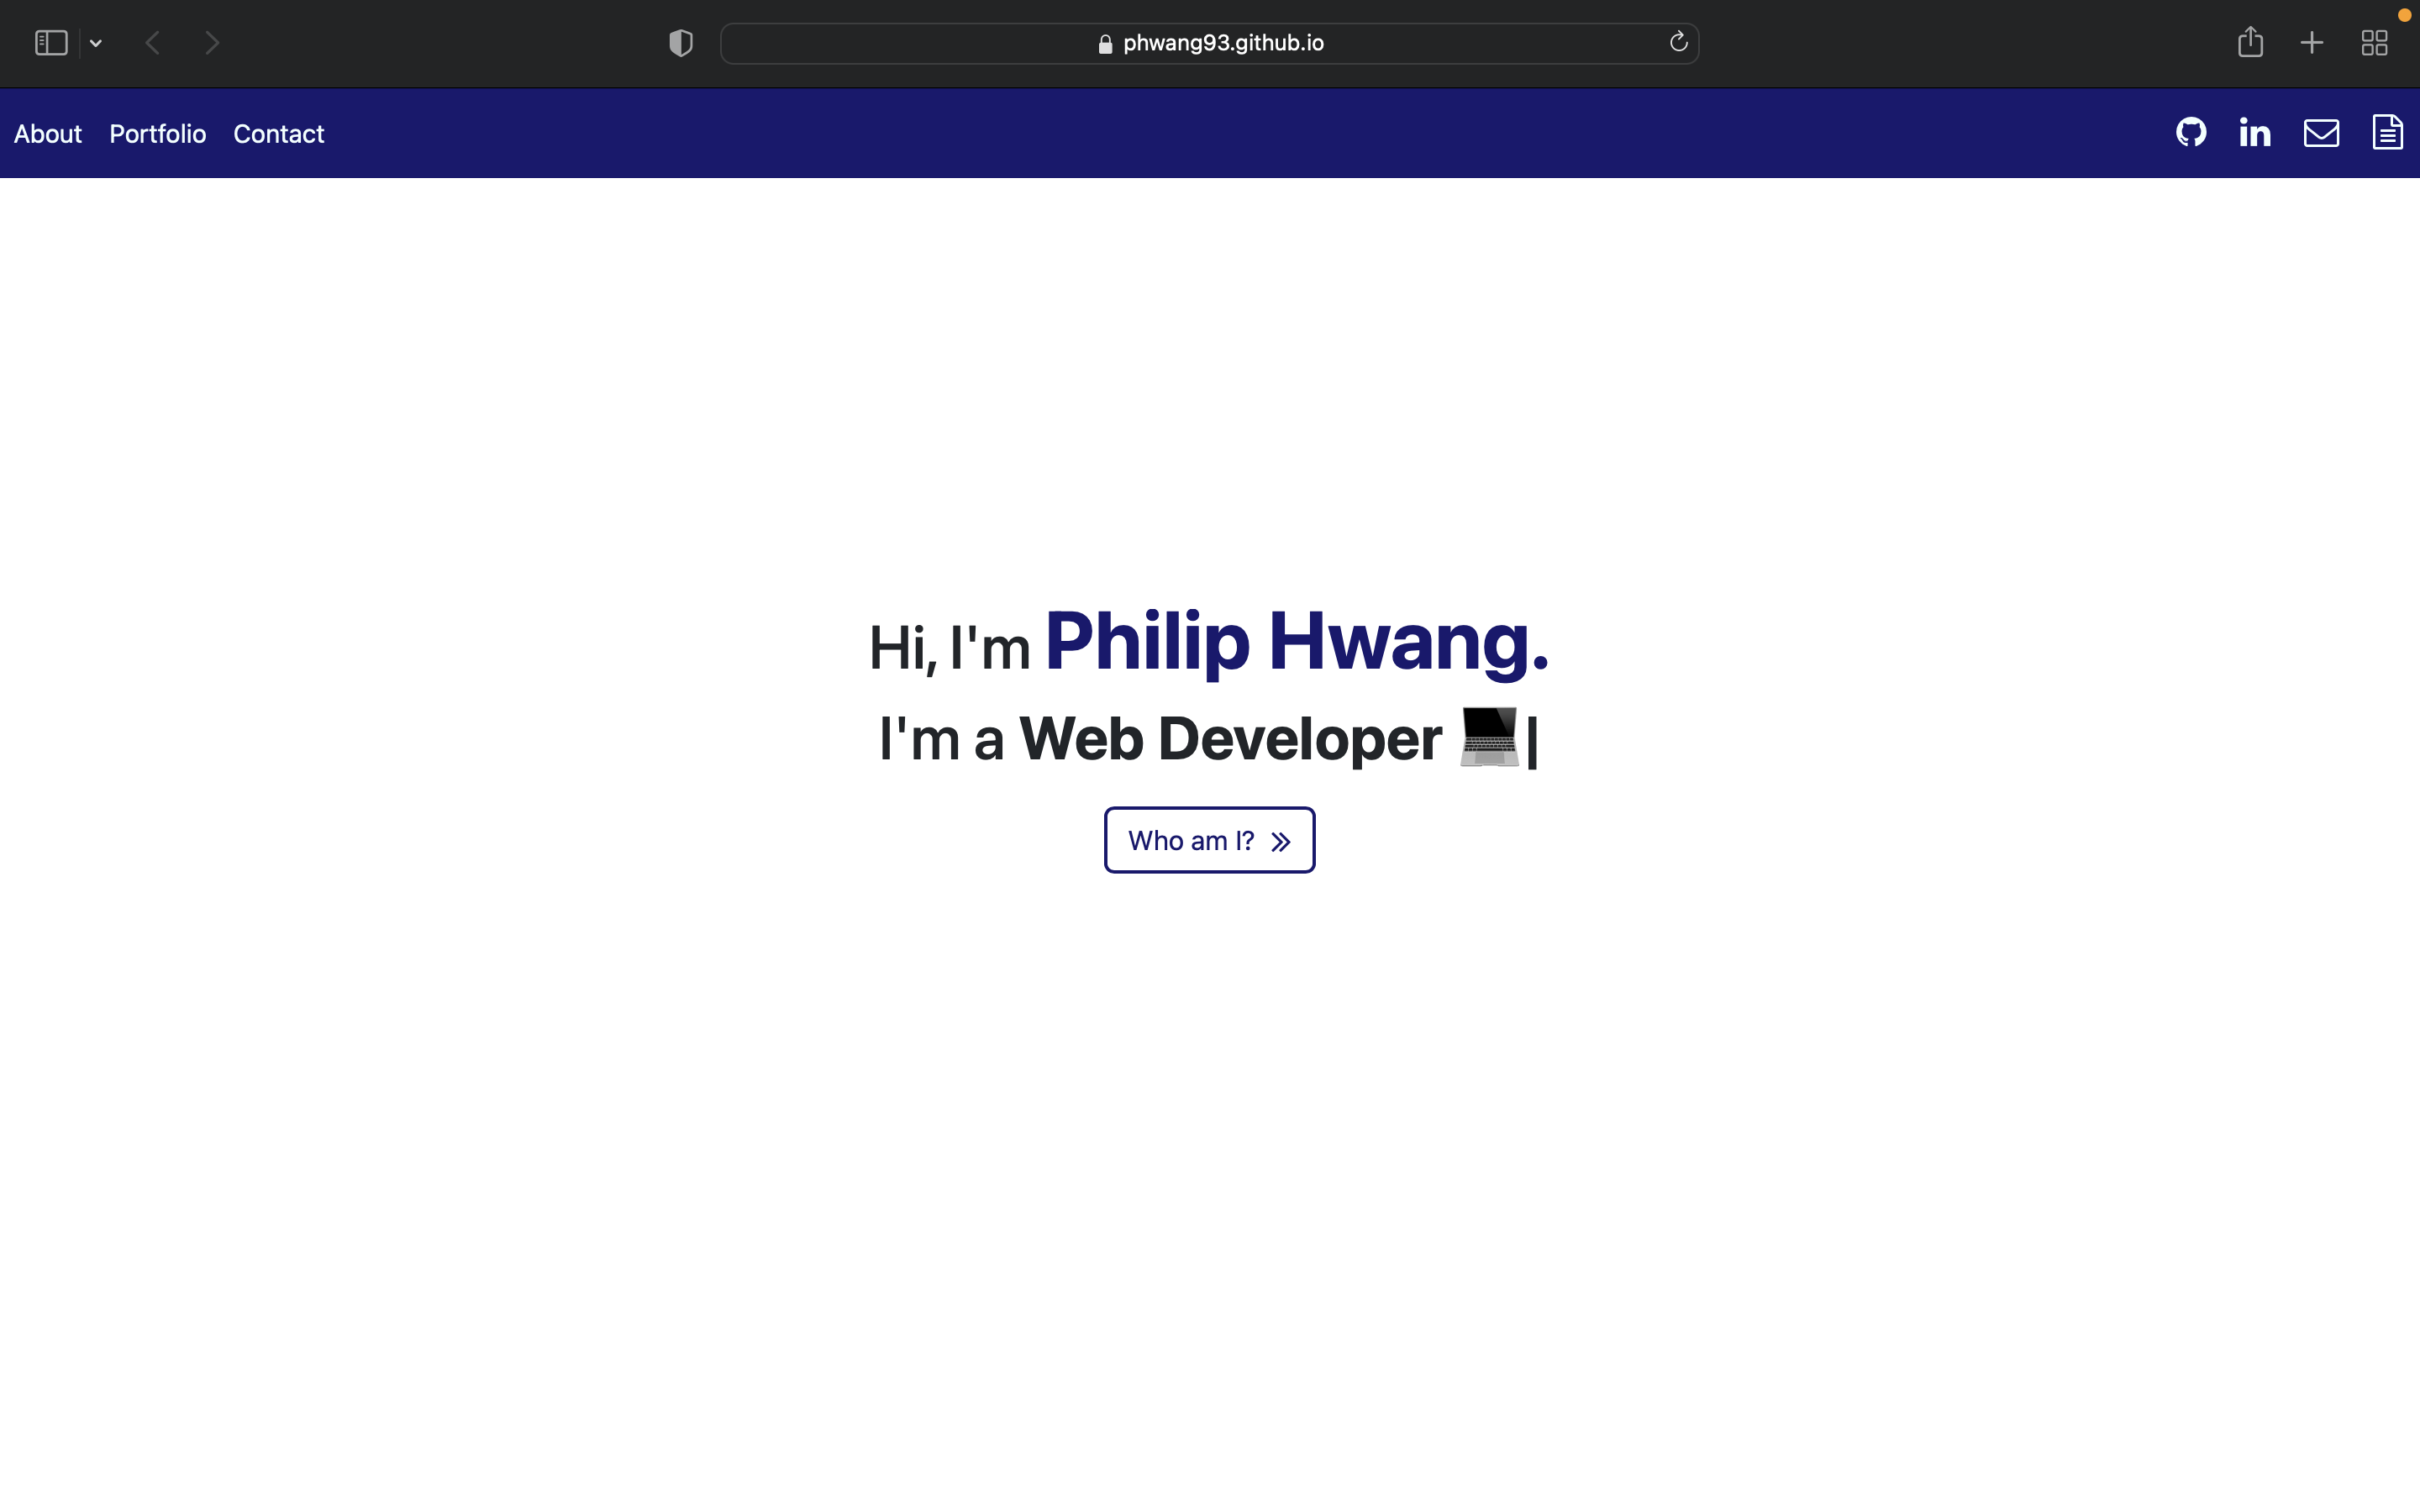 phwang93.github.io
About Portfolio Contact
Hi, I'm Philip Hwang.
I'm a Web Developer 💻|
Who am I? »